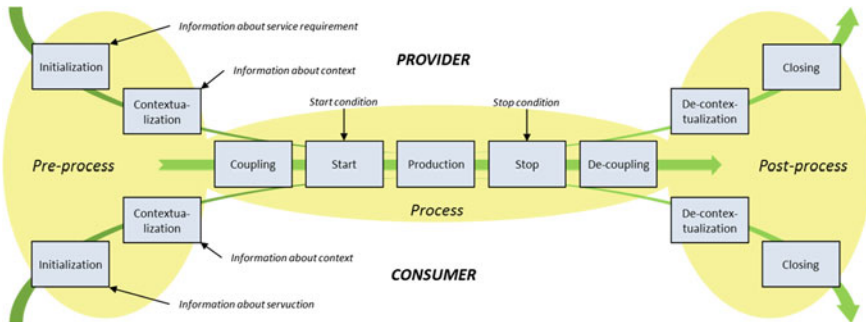 Information about service requirement
Initialization
PROVIDER
Closing
Information about context
Contextua-
lization
Start condition
Stop condition
De-contex-
tualization
Pre-process
Coupling
Start
Production
Stop
De-coupling
Post-process
Process
Contextua-
lization
De-contex-
tualization
Information about context
Initialization
CONSUMER
Closing
Information about servuction